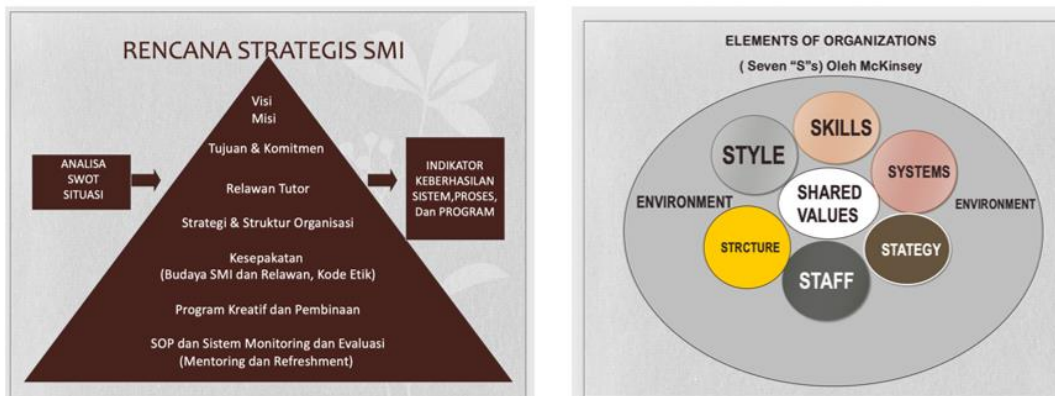 RENCANA STRATEGIS SMI
Visi
Misi
Tujuan & Komitmen
Relawan Tutor
Strategi & Struktur Organisasi
Kesepakatan
(Budaya SMI dan Relawan, Kode Etik)
Program Kreatif dan Pembinaan
SOP dan Sistem Monitoring dan Evaluasi
(Mentoring dan Refreshment)
ANALISA
SWOT
SITUASI
INDIKATOR
KEBERHASILAN
SISTEM,PROSES,
Dan PROGRAM
ELEMENTS OF ORGANIZATIONS
( Seven “S”s) Oleh McKinsey
SKILLS
STYLE
SYSTEMS
ENVIRONMENT
SHARED
VALUES
ENVIRONMENT
STRCTURE
STATEGY
STAFF